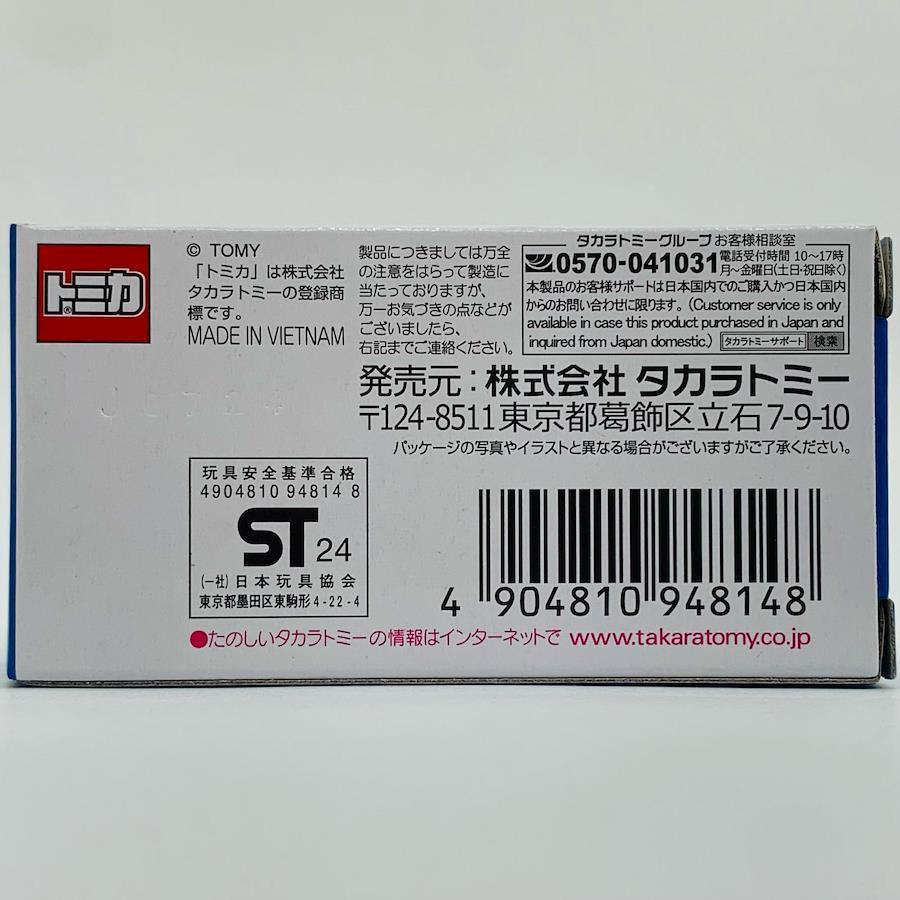 トミカ
®
© TOMY
「トミカ」は株式会社
タカラトミーの登録商
標です。
MADE IN VIETNAM
製品につきましては万全
の注意をはらって製造に
当たっておりますが、
万一お気づきの点などが
ございましたら、
右記までご連絡ください。
タカラトミーグループ お客様相談室
0570-041031 電話受付時間 10〜17時
月〜金曜日(土日・祝日除く)
本製品のお客様サポートは日本国内でのご購入かつ日本国内
からのお問い合わせに限ります。(Customer service is only
available in case this product purchased in Japan and
inquired from Japan domestic.) タカラトミーサポート 検索
発売元：株式会社 タカラトミー
〒124-8511 東京都葛飾区立石7-9-10
パッケージの写真やイラストと異なる場合がございますがご了承ください。
玩具安全基準合格
4904810 94814 8
ST 24
(一社)日本玩具協会
東京都墨田区東駒形4-22-4
4 904810 948148
●たのしいタカラトミーの情報はインターネットで www.takaratomy.co.jp